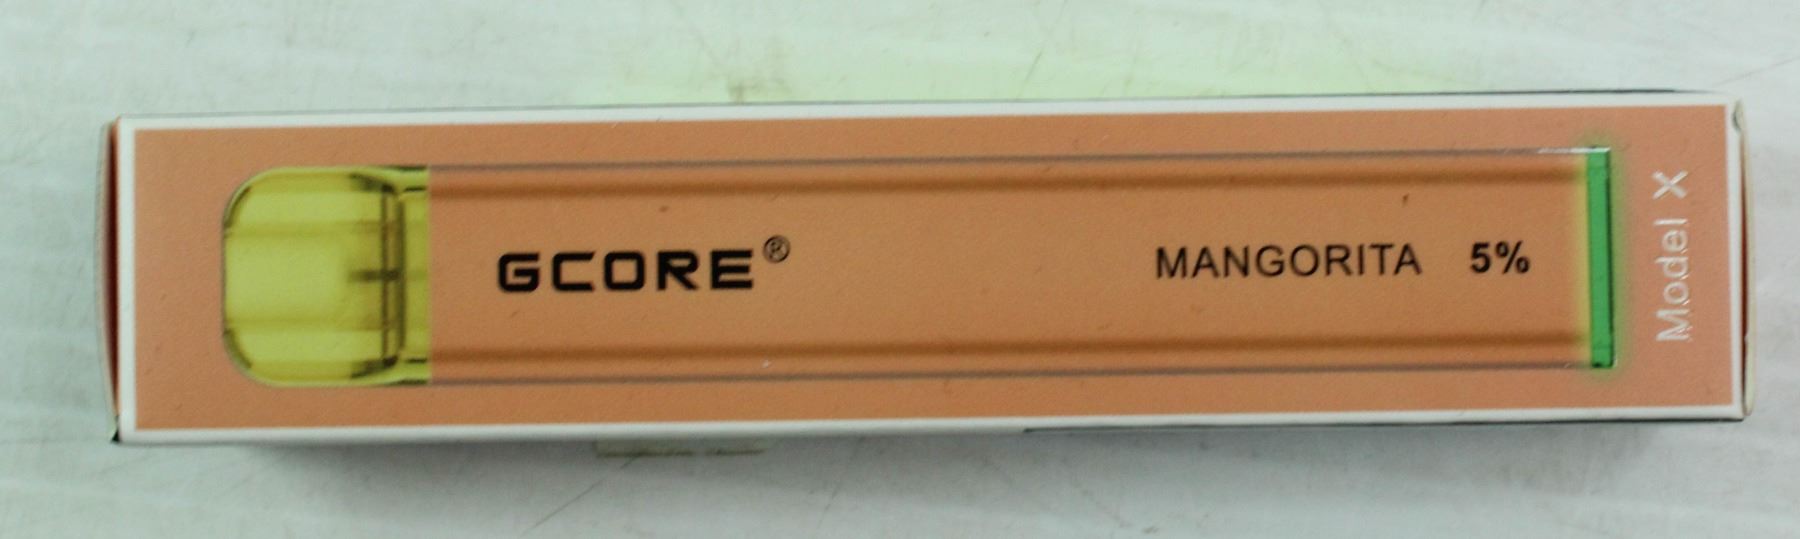 GCORE®
MANGORITA 5%
Model X